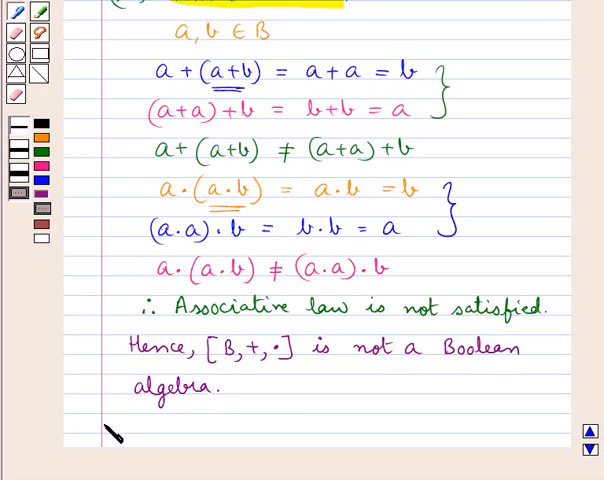 a, b ∈ B
a + (a+b) = a + a = b
(a+a) + b = b + b = a
a + (a+b) ≠ (a+a) + b
a · (a · b) = a · b = b
(a · a) · b = b · b = a
a · (a · b) ≠ (a · a) · b
∴ Associative law is not satisfied.
Hence, [B, +, ·] is not a Boolean
algebra.